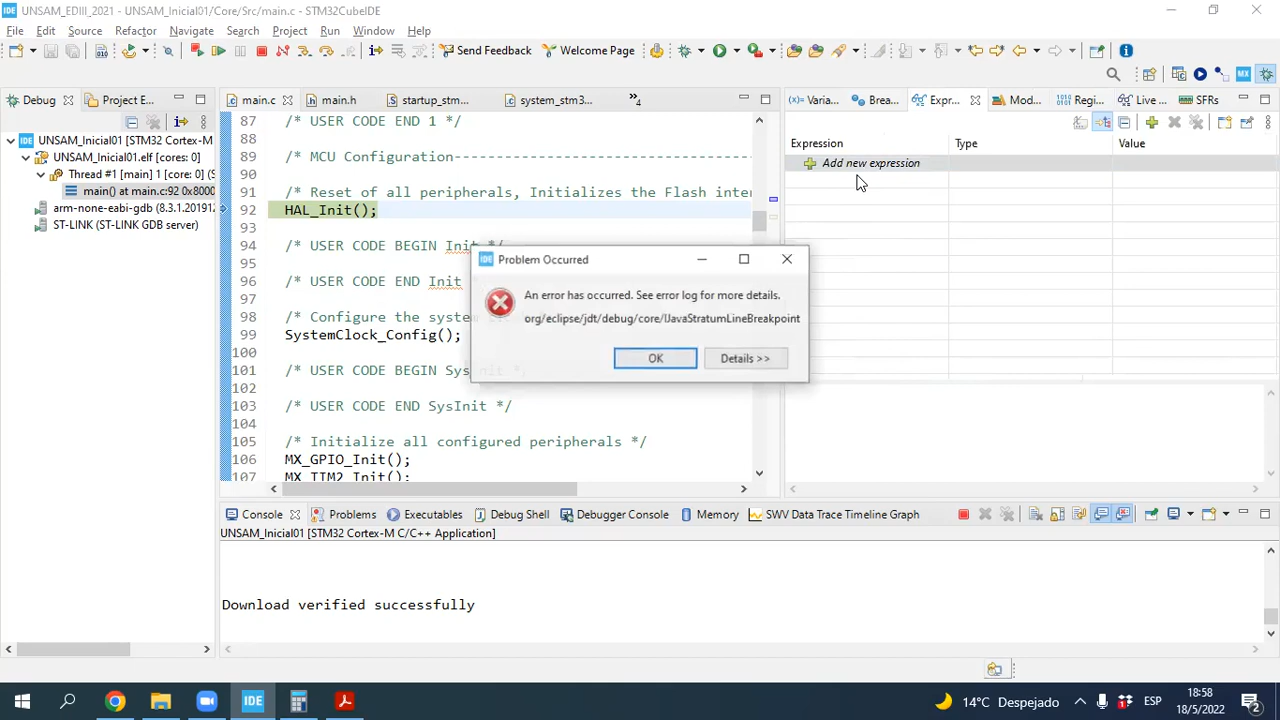 UNSAM_EDIII_2021 - UNSAM_Inicial01/Core/Src/main.c - STM32CubeIDE
File Edit Source Refactor Navigate Search Project Run Window Help
Send Feedback Welcome Page
MX
Debug Project E...
UNSAM_Inicial01 (STM32 Cortex-M
UNSAM_Inicial01.elf [cores: 0]
Thread #1 [main] 1 [core: 0]
main() at main.c:92 0x8000
arm-none-eabi-gdb (8.3.1.201912
ST-LINK (ST-LINK GDB server)
main.c main.h startup_stm... system_stm3... »4
87 /* USER CODE END 1 */
88
89 /* MCU Configuration-----------------------------------
90
91 /* Reset of all peripherals, Initializes the Flash inter
92 HAL_Init();
93
94 /* USER CODE BEGIN Init */
95
96 /* USER CODE END Init
97
98 /* Configure the system
99 SystemClock_Config();
100
101 /* USER CODE BEGIN Sys
102
103 /* USER CODE END SysInit */
104
105 /* Initialize all configured peripherals */
106 MX_GPIO_Init();
107 MX_TIM2_Init();
IDE Problem Occurred
An error has occurred. See error log for more details.
org/eclipse/jdt/debug/core/IJavaStratumLineBreakpoint
OK Details >>
(x)= Varia... Brea... Expr... Mod... Regi... Live ... SFRs
Expression Type Value
Add new expression
Console Problems Executables Debug Shell Debugger Console Memory SWV Data Trace Timeline Graph
UNSAM_Inicial01 [STM32 Cortex-M C/C++ Application]
Download verified successfully
IDE
14°C Despejado ESP 18:58
18/5/2022
2